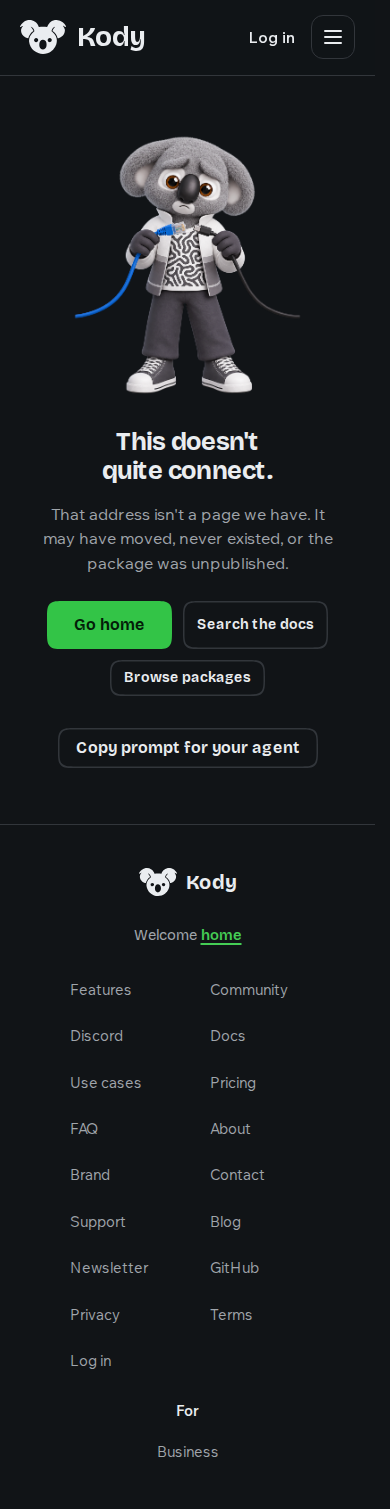 Kody
Log in
This doesn't
quite connect.
That address isn't a page we have. It
may have moved, never existed, or the
package was unpublished.
Go home
Search the docs
Browse packages
Copy prompt for your agent
Kody
Welcome home
Features
Community
Discord
Docs
Use cases
Pricing
FAQ
About
Brand
Contact
Support
Blog
Newsletter
GitHub
Privacy
Terms
Log in
For
Business